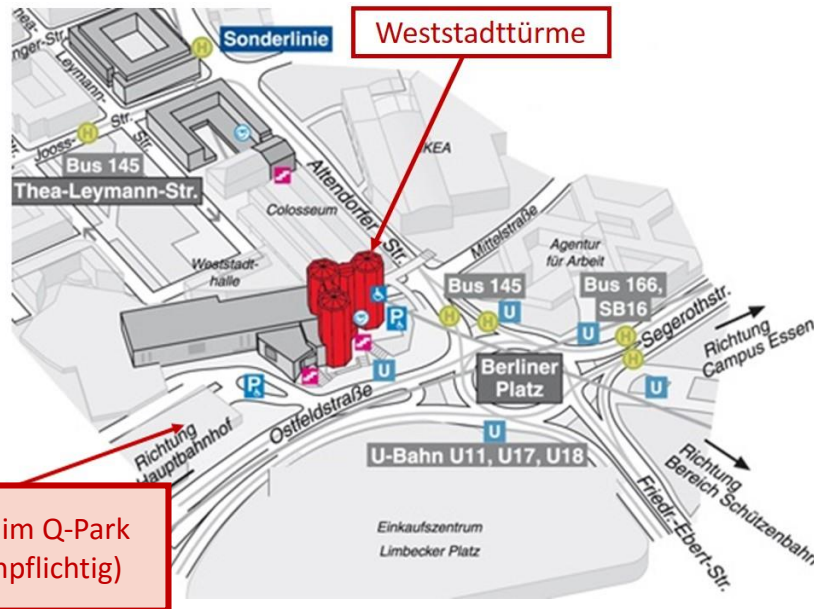 Sonderlinie
Weststadttürme
Leymann-
Str.
Jooss-
Str.
H
H
Bus 145
Thea-Leymann-Str.
KEA
Altendorfer Str.
Colosseum
Mittelstraße
Agentur
für Arbeit
Weststadt-
halle
Bus 145
Bus 166,
SB16
H
H
U
U
H
H
Segerothstr.
P
P
U
U
Berliner
Platz
Richtung
Campus Essen
Ostfeldstraße
Richtung
Hauptbahnhof
U
U-Bahn U11, U17, U18
Richtung
Bereich Schützenbahn
Friedr.-Ebert-Str.
im Q-Park
npflichtig)
Einkaufszentrum
Limbecker Platz